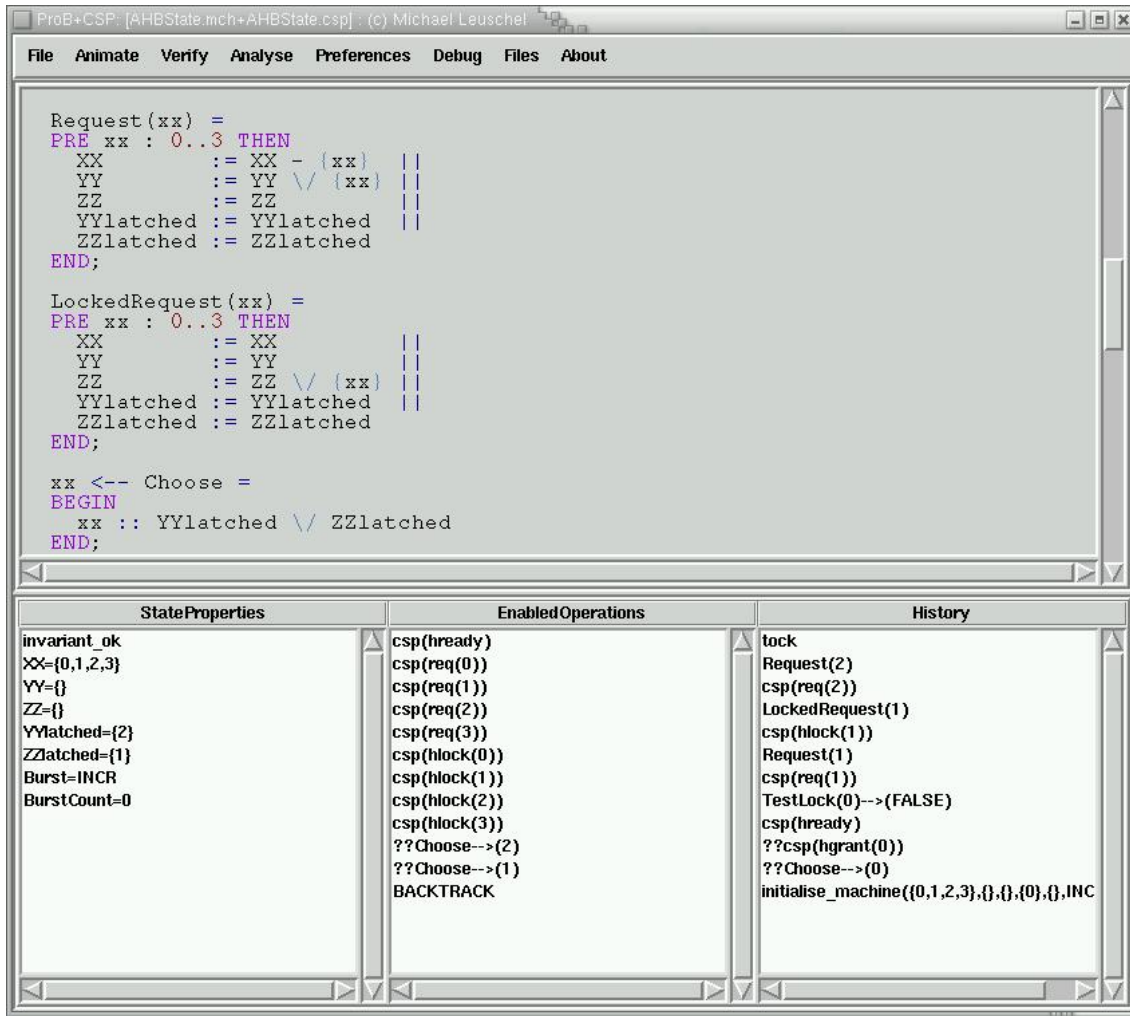 ProB+CSP: [AHBState.mch+AHBState.csp] : (c) Michael Leuschel
File Animate Verify Analyse Preferences Debug Files About
Request(xx) =
PRE xx : 0..3 THEN
XX := XX - {xx} ||
YY := YY \/ {xx} ||
ZZ := ZZ ||
YYlatched := YYlatched ||
ZZlatched := ZZlatched
END;
LockedRequest(xx) =
PRE xx : 0..3 THEN
XX := XX ||
YY := YY ||
ZZ := ZZ \/ {xx} ||
YYlatched := YYlatched ||
ZZlatched := ZZlatched
END;
xx <-- Choose =
BEGIN
xx :: YYlatched \/ ZZlatched
END;
StateProperties
invariant_ok
XX={0,1,2,3}
YY={}
ZZ={}
YYlatched={2}
ZZlatched={1}
Burst=INCR
BurstCount=0
EnabledOperations
csp(hready)
csp(req(0))
csp(req(1))
csp(req(2))
csp(req(3))
csp(hlock(0))
csp(hlock(1))
csp(hlock(2))
csp(hlock(3))
??Choose-->(2)
??Choose-->(1)
BACKTRACK
History
tock
Request(2)
csp(req(2))
LockedRequest(1)
csp(hlock(1))
Request(1)
csp(req(1))
TestLock(0)-->(FALSE)
csp(hready)
??csp(hgrant(0))
??Choose-->(0)
initialise_machine({0,1,2,3},{},{},{0},{},INC